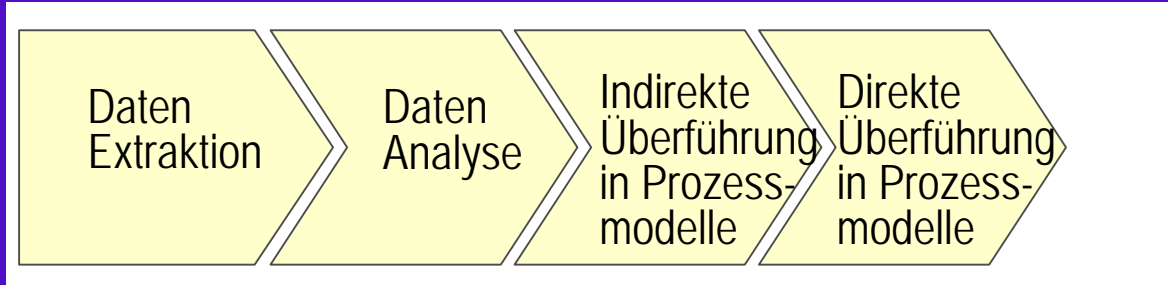 Daten
Extraktion
Daten
Analyse
Indirekte
Überführung
in Prozess-
modelle
Direkte
Überführung
in Prozess-
modelle